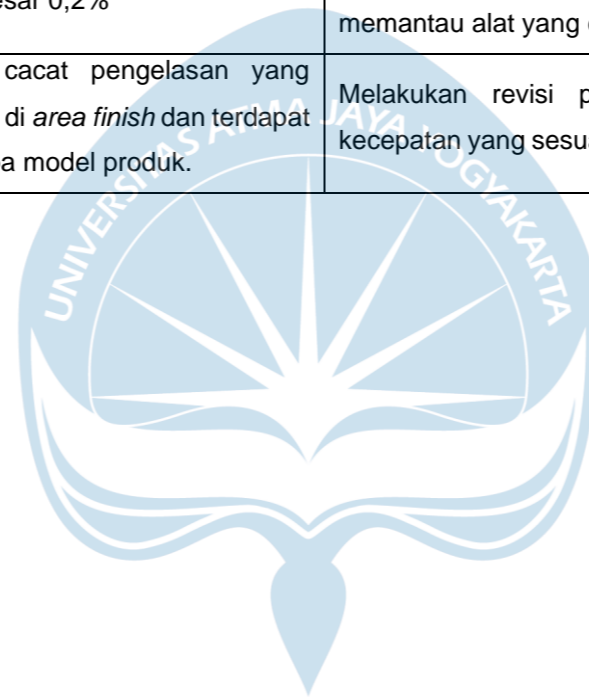 esar 0,2%
memantau alat yang
cacat pengelasan yang
di area finish dan terdapat
a model produk.
Melakukan revisi p
kecepatan yang sesua
UNIVERSITAS ATMA JAYA YOGYAKARTA